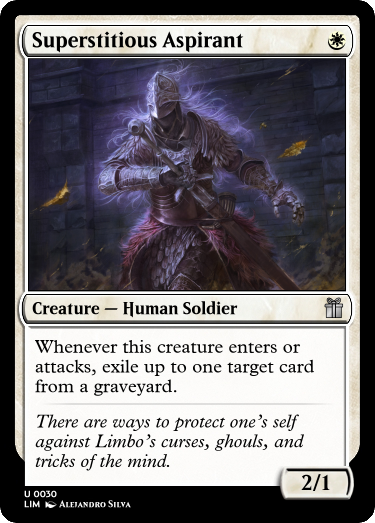 Superstitious Aspirant
Creature — Human Soldier
Whenever this creature enters or
attacks, exile up to one target card
from a graveyard.
There are ways to protect one's self
against Limbo's curses, ghouls, and
tricks of the mind.
2/1
U 0030
LIM Alejandro Silva